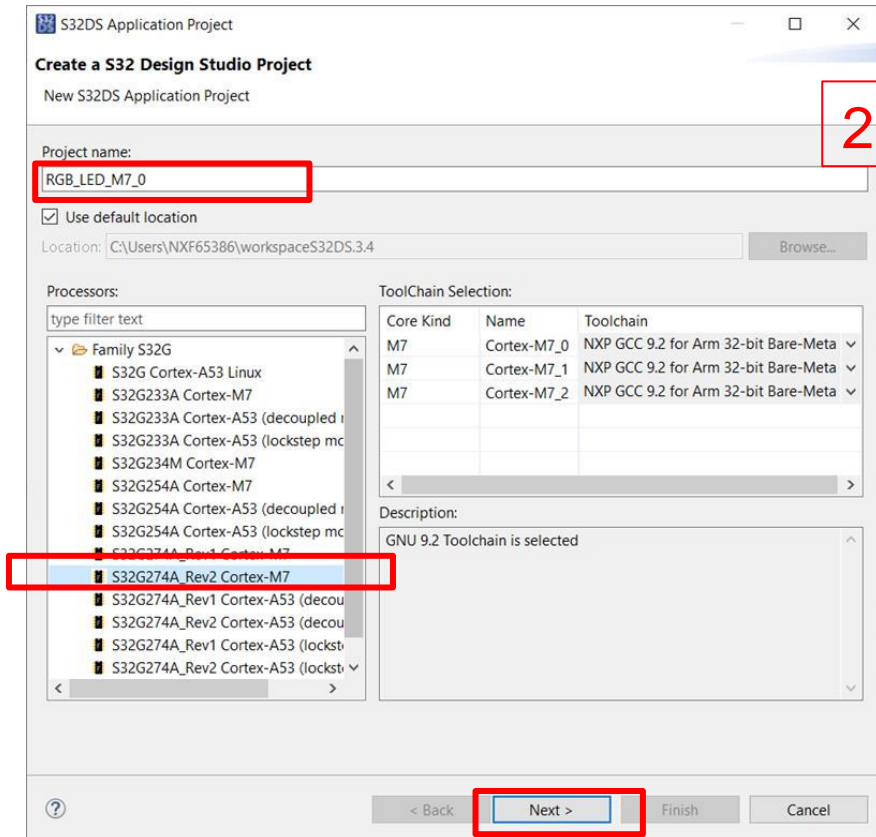 S32DS Application Project
Create a S32 Design Studio Project
New S32DS Application Project
2
Project name:
RGB_LED_M7_0
Use default location
Location: C:\Users\NXF65386\workspaceS32DS.3.4 Browse...
Processors:
type filter text
Family S32G
S32G Cortex-A53 Linux
S32G233A Cortex-M7
S32G233A Cortex-A53 (decoupled r
S32G233A Cortex-A53 (lockstep mc
S32G234M Cortex-M7
S32G254A Cortex-M7
S32G254A Cortex-A53 (decoupled r
S32G254A Cortex-A53 (lockstep mc
S32G274A_Rev1 Cortex-M7
S32G274A_Rev2 Cortex-M7
S32G274A_Rev1 Cortex-A53 (decou
S32G274A_Rev2 Cortex-A53 (decou
S32G274A_Rev1 Cortex-A53 (lockst
S32G274A_Rev2 Cortex-A53 (lockst
ToolChain Selection:
Core Kind Name Toolchain
M7 Cortex-M7_0 NXP GCC 9.2 for Arm 32-bit Bare-Meta
M7 Cortex-M7_1 NXP GCC 9.2 for Arm 32-bit Bare-Meta
M7 Cortex-M7_2 NXP GCC 9.2 for Arm 32-bit Bare-Meta
Description:
GNU 9.2 Toolchain is selected
? < Back Next > Finish Cancel